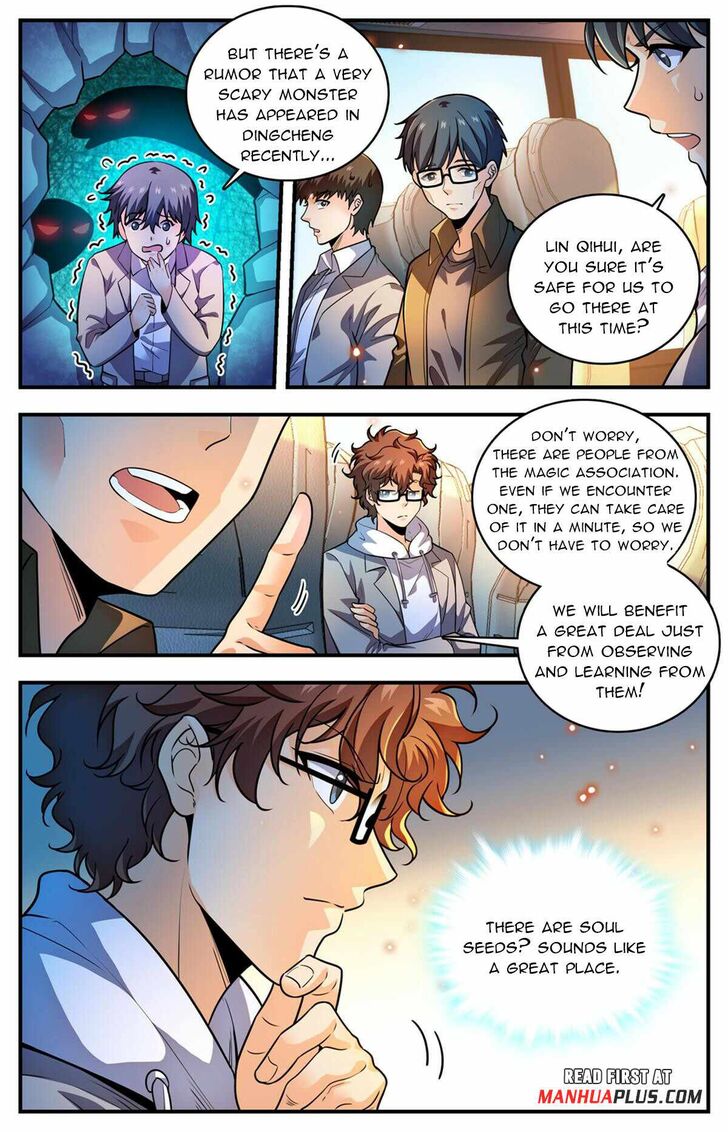 BUT THERE'S A
RUMOR THAT A VERY
SCARY MONSTER
HAS APPEARED IN
DINGCHENG
RECENTLY...
LIN QIHUI, ARE
YOU SURE IT'S
SAFE FOR US TO
GO THERE AT
THIS TIME?
DON'T WORRY,
THERE ARE PEOPLE FROM
THE MAGIC ASSOCIATION.
EVEN IF WE ENCOUNTER
ONE, THEY CAN TAKE CARE
OF IT IN A MINUTE, SO WE
DON'T HAVE TO WORRY.
WE WILL BENEFIT
A GREAT DEAL JUST
FROM OBSERVING
AND LEARNING FROM
THEM!
THERE ARE SOUL
SEEDS? SOUNDS LIKE
A GREAT PLACE.
READ FIRST AT
MANHUAPLUS.COM